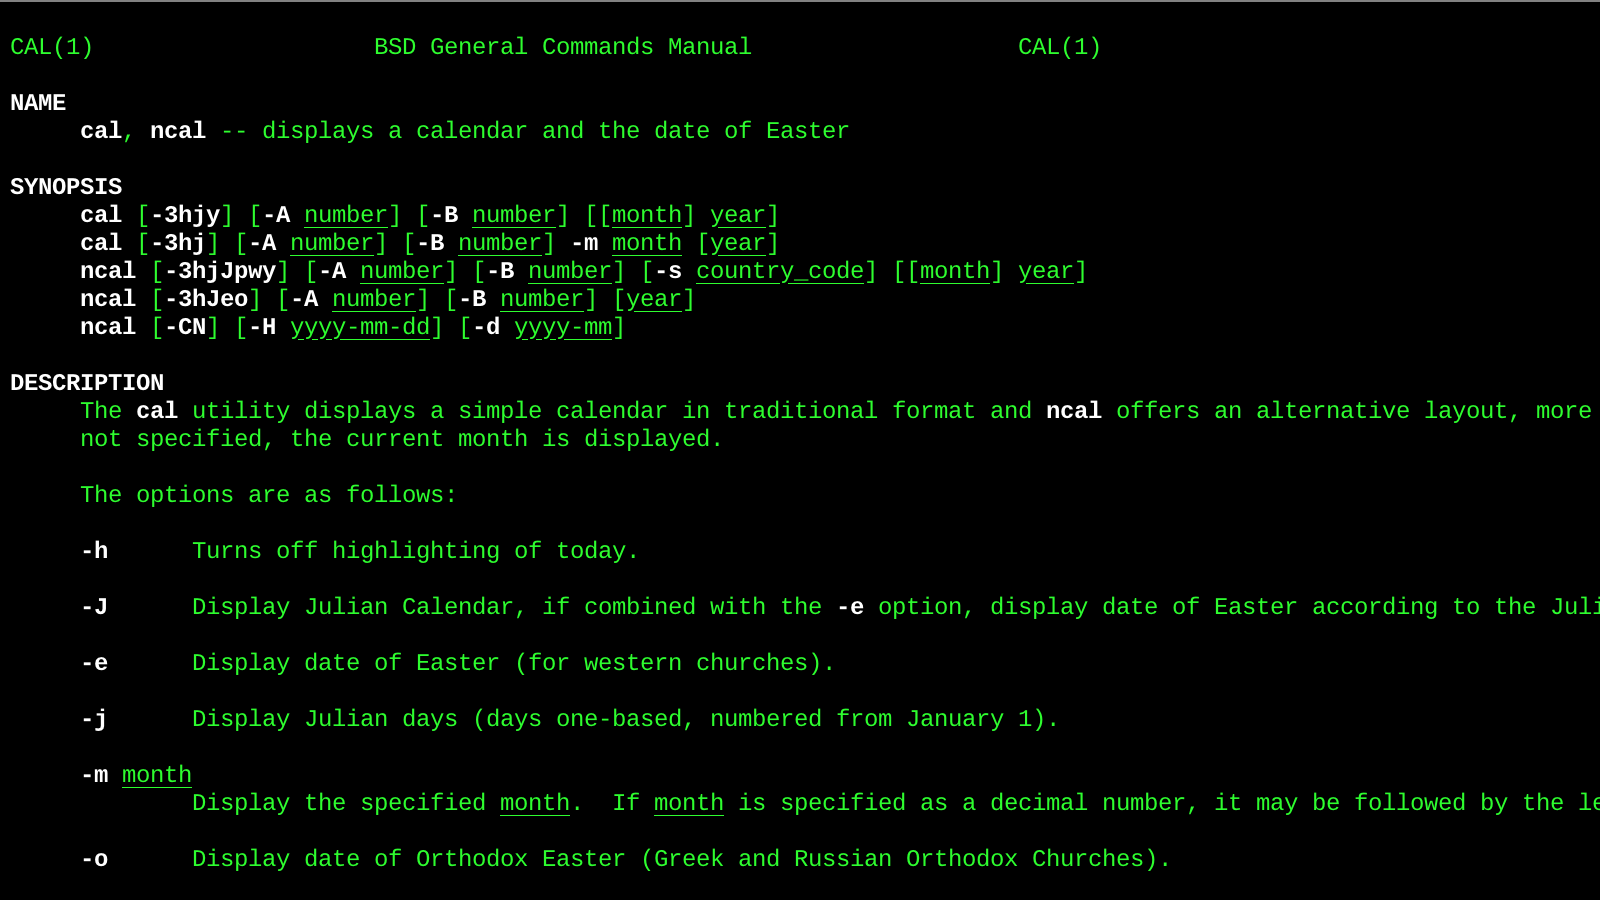 CAL(1)                    BSD General Commands Manual                   CAL(1)
NAME
cal, ncal -- displays a calendar and the date of Easter
SYNOPSIS
cal [-3hjy] [-A number] [-B number] [[month] year]
cal [-3hj] [-A number] [-B number] -m month [year]
ncal [-3hjJpwy] [-A number] [-B number] [-s country_code] [[month] year]
ncal [-3hJeo] [-A number] [-B number] [year]
ncal [-CN] [-H yyyy-mm-dd] [-d yyyy-mm]
DESCRIPTION
The cal utility displays a simple calendar in traditional format and ncal offers an alternative layout, more
not specified, the current month is displayed.
The options are as follows:
-h      Turns off highlighting of today.
-J      Display Julian Calendar, if combined with the -e option, display date of Easter according to the
-e      Display date of Easter (for western churches).
-j      Display Julian days (days one-based, numbered from January 1).
-m month
Display the specified month.  If month is specified as a decimal number, it may be followed by the
-o      Display date of Orthodox Easter (Greek and Russian Orthodox Churches).